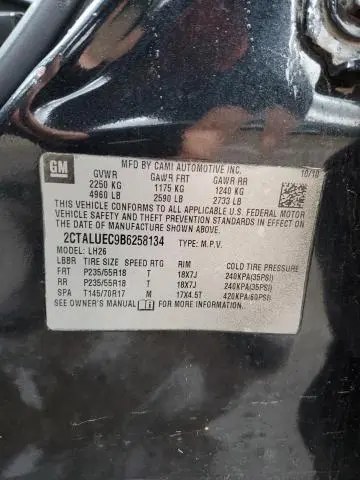 GM MFD BY CAMI AUTOMOTIVE INC. 10/10
GVWR GAWR FRT GAWR RR
2250 KG 1175 KG 1240 KG
4960 LB 2590 LB 2733 LB
THIS VEHICLE CONFORMS TO ALL APPLICABLE U.S. FEDERAL MOTOR
VEHICLE SAFETY, BUMPER, AND THEFT PREVENTION STANDARDS IN EFFECT ON
THE DATE OF MANUFACTURE SHOWN ABOVE.
2CTALUEC9B6258134 TYPE: M.P.V.
MODEL: LH26
LBBR TIRE SIZE SPEED RTG RIM COLD TIRE PRESSURE
FRT P235/55R18 T 18X7J 240KPA(35PSI)
RR P235/55R18 T 18X7J 240KPA(35PSI)
SPA T145/70R17 M 17X4.5T 420KPA(60PSI)
SEE OWNER'S MANUAL FOR MORE INFORMATION.